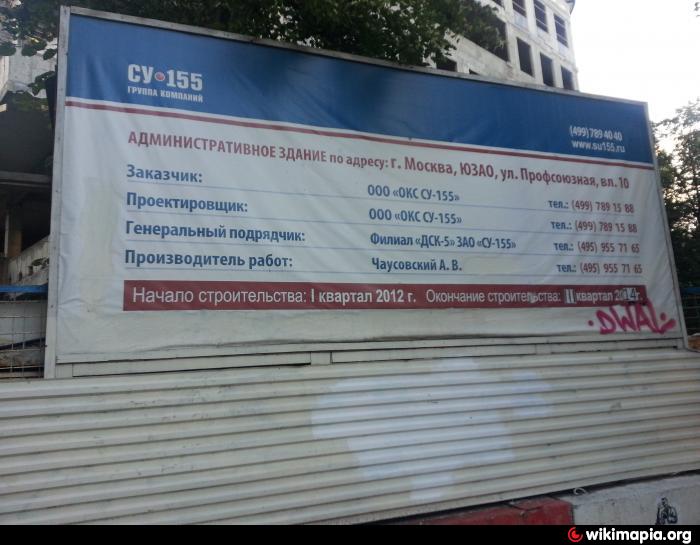 СУ•155
ГРУППА КОМПАНИЙ
(499)789 40 40
www.su155.ru
АДМИНИСТРАТИВНОЕ ЗДАНИЕ по адресу: г. Москва, ЮЗАО, ул. Профсоюзная, вл. 10
Заказчик: ООО «ОКС СУ-155» тел.: (499) 789 15 88
Проектировщик: ООО «ОКС СУ-155» тел.: (499) 789 15 88
Генеральный подрядчик: Филиал «ДСК-5» ЗАО «СУ-155» тел.: (495) 955 71 65
Производитель работ: Чаусовский А. В. тел.: (495) 955 71 65
Начало строительства: I квартал 2012 г. Окончание строительства: II квартал 2014 г.
DWAL
wikimapia.org